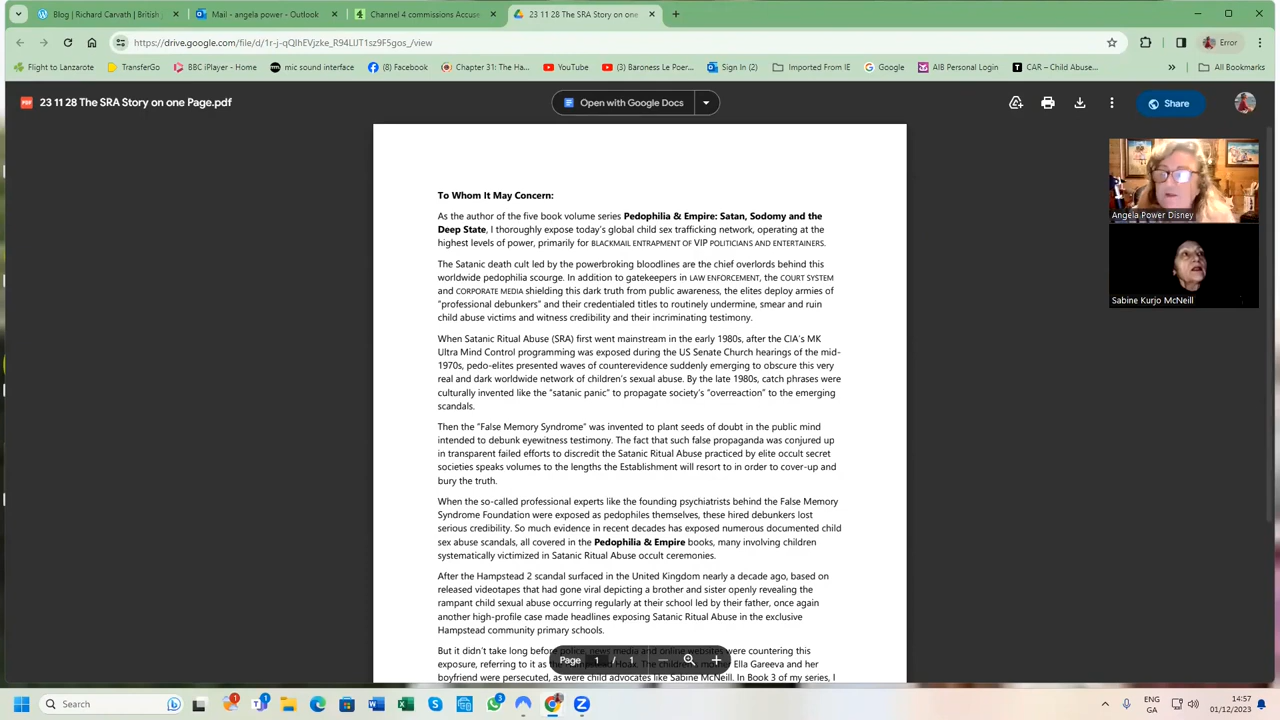 Blog | Richard Carvath | British
Mail - angela power - Outlook
Channel 4 commissions Accuse
23 11 28 The SRA Story on one
https://drive.google.com/file/d/1r-j-qQIhEVjzke_R94LlJT1sz9F5gos_/view
Error
Flight to Lanzarote
TransferGo
BBC iPlayer - Home
mic sound interface
(8) Facebook
Chapter 31: The Ha...
YouTube
(3) Baroness Le Poer...
Sign In (2)
Imported From IE
Google
AIB Personal Login
CAR – Child Abuse...
All Bookmarks
23 11 28 The SRA Story on one Page.pdf
Open with Google Docs
Share
To Whom It May Concern:
As the author of the five book volume series Pedophilia & Empire: Satan, Sodomy and the
Deep State, I thoroughly expose today's global child sex trafficking network, operating at the
highest levels of power, primarily for BLACKMAIL ENTRAPMENT OF VIP POLITICIANS AND ENTERTAINERS.
The Satanic death cult led by the powerbroking bloodlines are the chief overlords behind this
worldwide pedophilia scourge. In addition to gatekeepers in LAW ENFORCEMENT, the COURT SYSTEM
and CORPORATE MEDIA shielding this dark truth from public awareness, the elites deploy armies of
"professional debunkers" and their credentialed titles to routinely undermine, smear and ruin
child abuse victims and witness credibility and their incriminating testimony.
When Satanic Ritual Abuse (SRA) first went mainstream in the early 1980s, after the CIA's MK
Ultra Mind Control programming was exposed during the US Senate Church hearings of the mid-
1970s, pedo-elites presented waves of counterevidence suddenly emerging to obscure this very
real and dark worldwide network of children's sexual abuse. By the late 1980s, catch phrases were
culturally invented like the "satanic panic" to propagate society's "overreaction" to the emerging
scandals.
Then the "False Memory Syndrome" was invented to plant seeds of doubt in the public mind
intended to debunk eyewitness testimony. The fact that such false propaganda was conjured up
in transparent failed efforts to discredit the Satanic Ritual Abuse practiced by elite occult secret
societies speaks volumes to the lengths the Establishment will resort to in order to cover-up and
bury the truth.
When the so-called professional experts like the founding psychiatrists behind the False Memory
Syndrome Foundation were exposed as pedophiles themselves, these hired debunkers lost
serious credibility. So much evidence in recent decades has exposed numerous documented child
sex abuse scandals, all covered in the Pedophilia & Empire books, many involving children
systematically victimized in Satanic Ritual Abuse occult ceremonies.
After the Hampstead 2 scandal surfaced in the United Kingdom nearly a decade ago, based on
released videotapes that had gone viral depicting a brother and sister openly revealing the
rampant child sexual abuse occurring regularly at their school led by their father, once again
another high-profile case made headlines exposing Satanic Ritual Abuse in the exclusive
Hampstead community primary schools.
But it didn't take long before police, news media and online websites were countering this
exposure, referring to it as the Hampstead Hoax. The children's mother Ella Gareeva and her
boyfriend were persecuted, as were child advocates like Sabine McNeill. In Book 3 of my series, I
Page 1 / 1
Angela Power Disney
Sabine Kurjo McNeill
Search
ENG
GA
14:57
01/12/2023